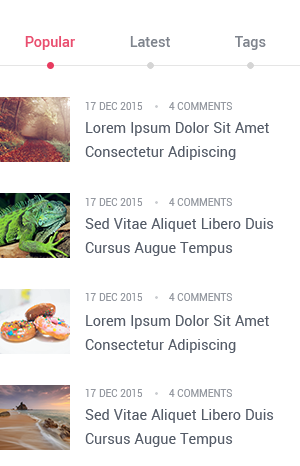 Popular Latest Tags
17 DEC 2015 • 4 COMMENTS
Lorem Ipsum Dolor Sit Amet
Consectetur Adipiscing
17 DEC 2015 • 4 COMMENTS
Sed Vitae Aliquet Libero Duis
Cursus Augue Tempus
17 DEC 2015 • 4 COMMENTS
Lorem Ipsum Dolor Sit Amet
Consectetur Adipiscing
17 DEC 2015 • 4 COMMENTS
Sed Vitae Aliquet Libero Duis
Cursus Augue Tempus